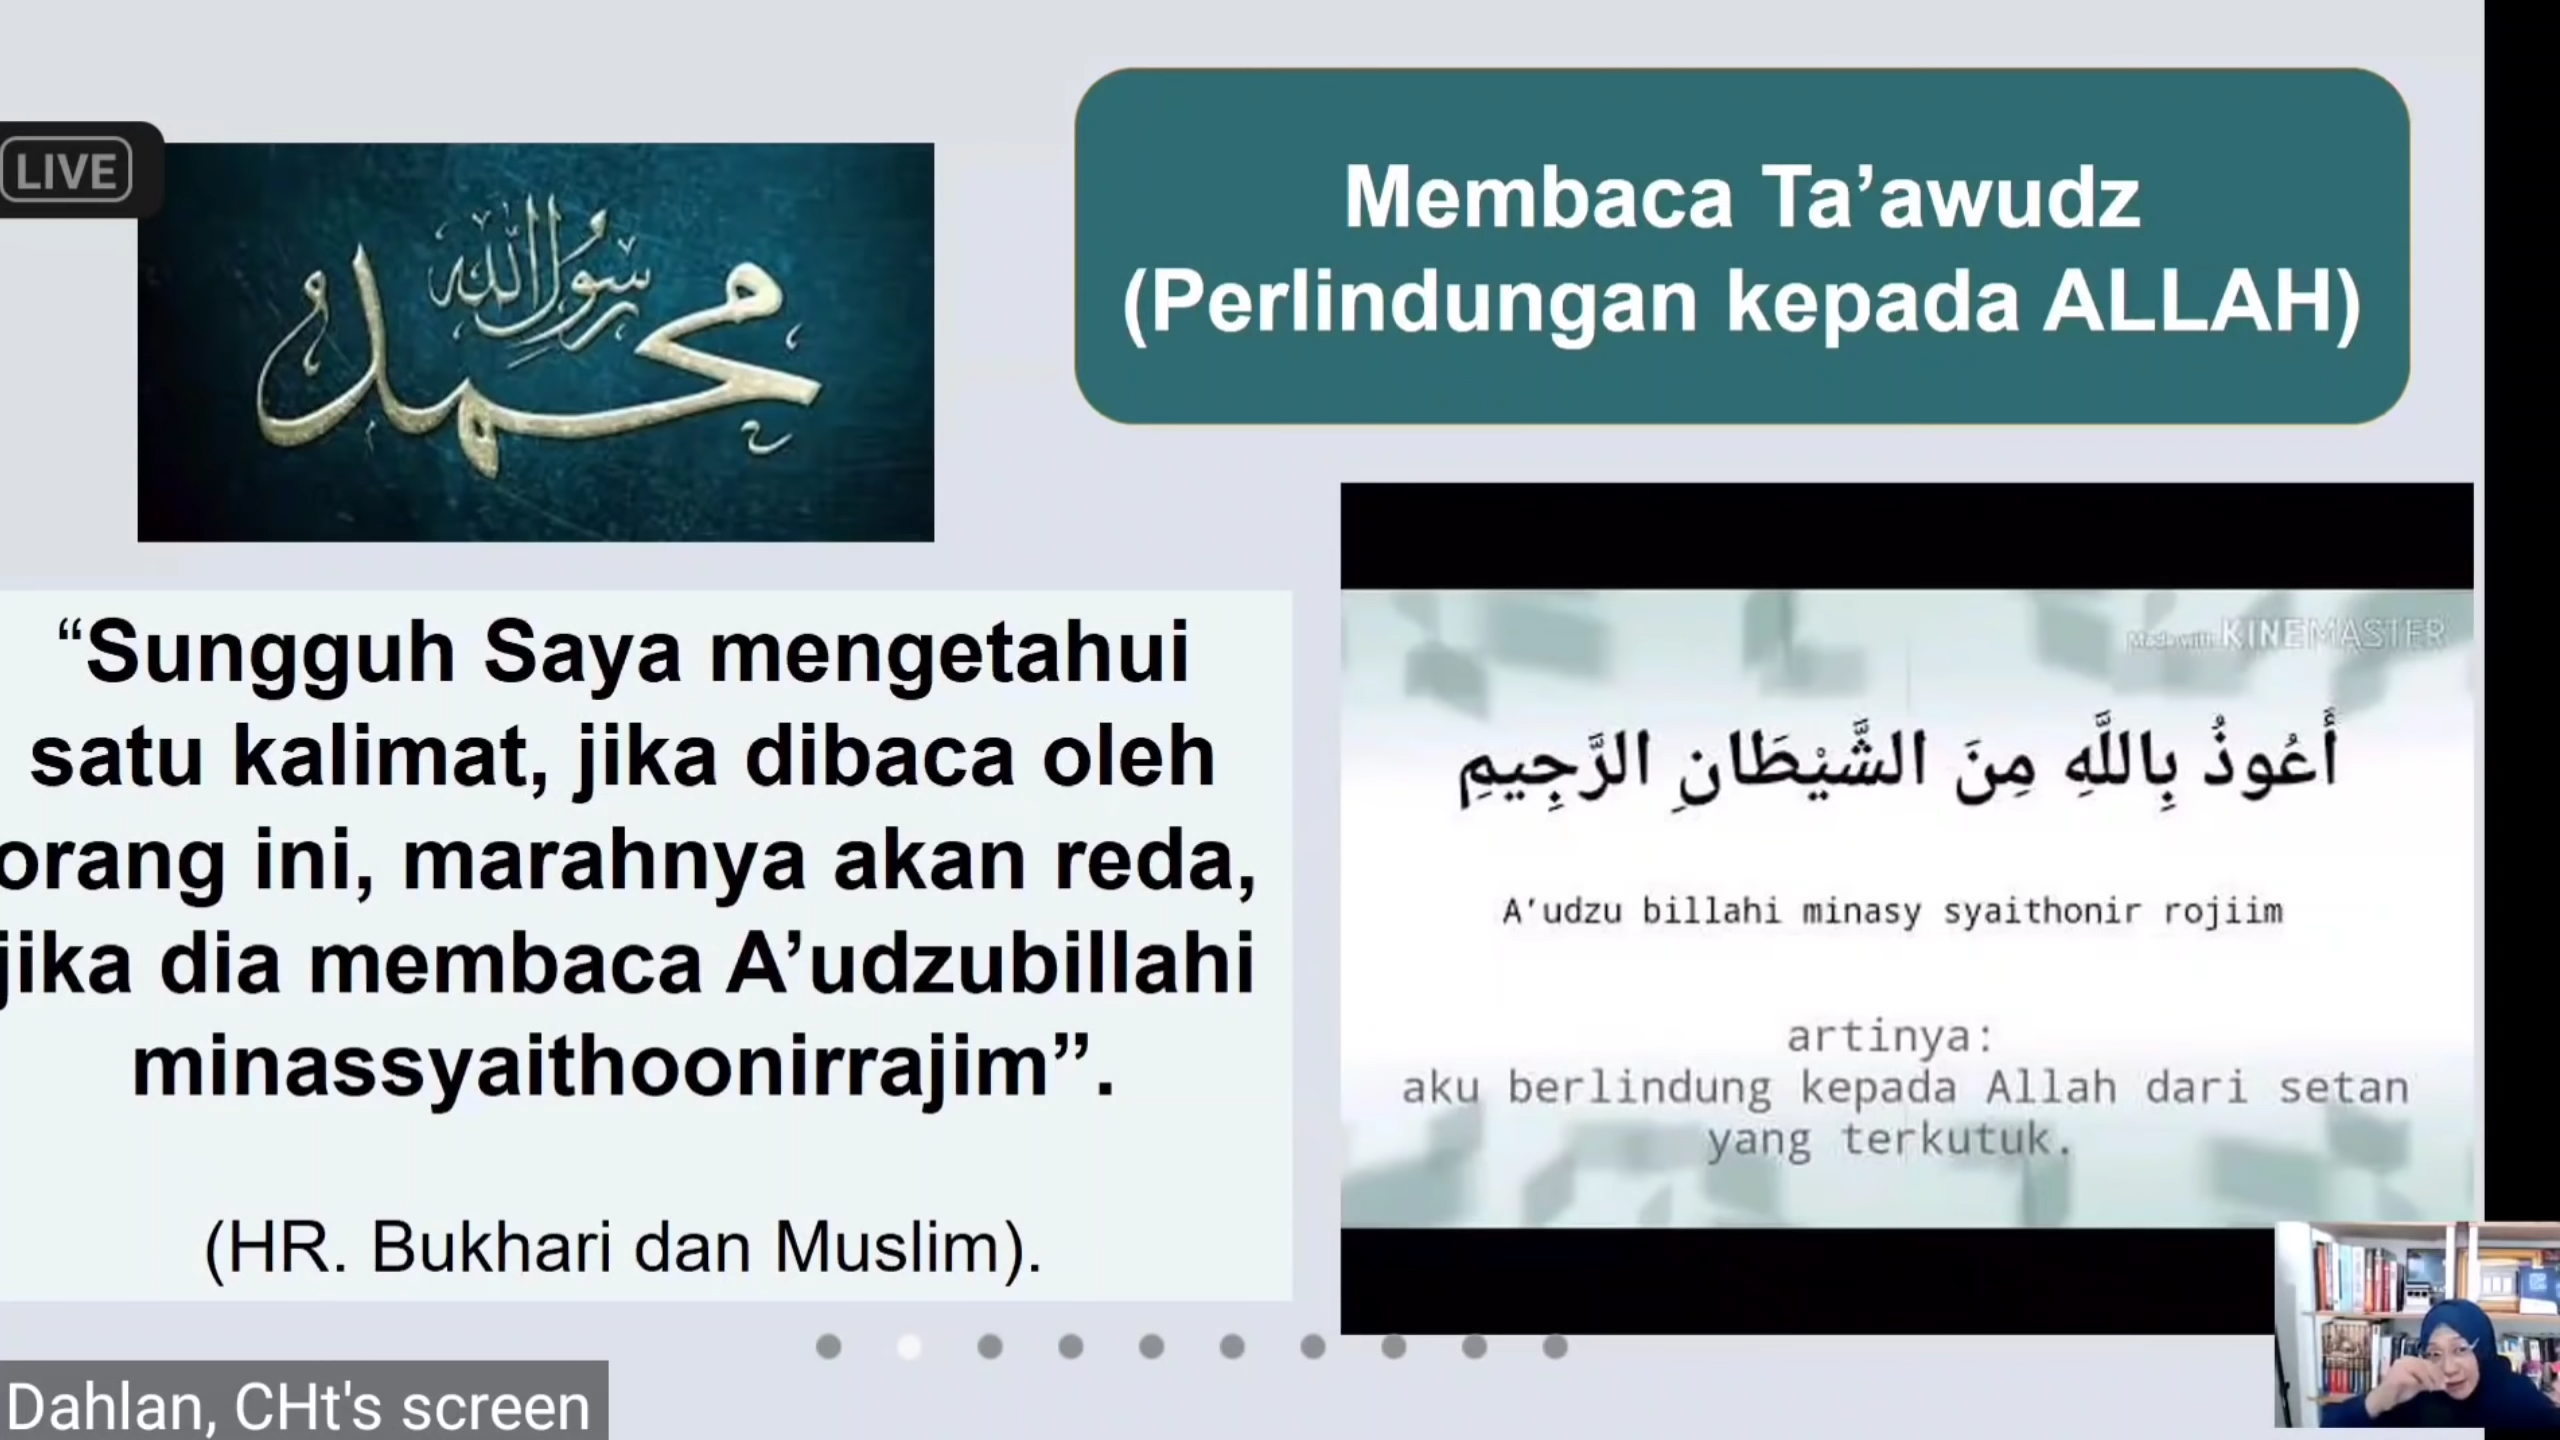 LIVE
محمد
رسول الله
Membaca Ta’awudz
(Perlindungan kepada ALLAH)
“Sungguh Saya mengetahui
satu kalimat, jika dibaca oleh
orang ini, marahnya akan reda,
jika dia membaca A’udzubillahi
minassyaithoonirrajim”.
(HR. Bukhari dan Muslim).
Made with KINEMASTER
أَعُوذُ بِاللَّهِ مِنَ الشَّيْطَانِ الرَّجِيمِ
A’udzu billahi minasy syaithonir rojiim
artinya:
aku berlindung kepada Allah dari setan
yang terkutuk.
Dahlan, CHt's screen